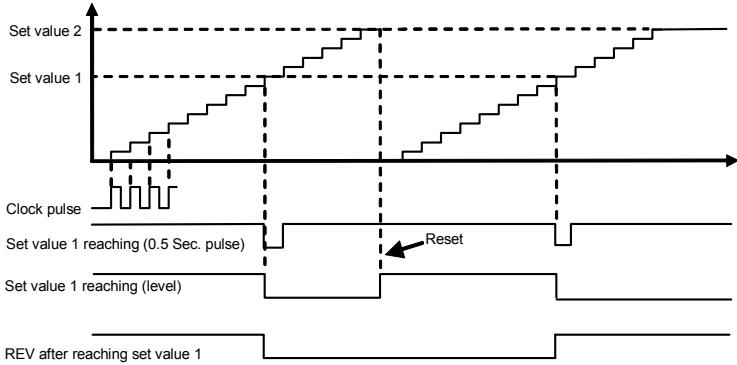 Set value 2
Set value 1
Clock pulse
Set value 1 reaching (0.5 Sec. pulse)
Reset
Set value 1 reaching (level)
REV after reaching set value 1